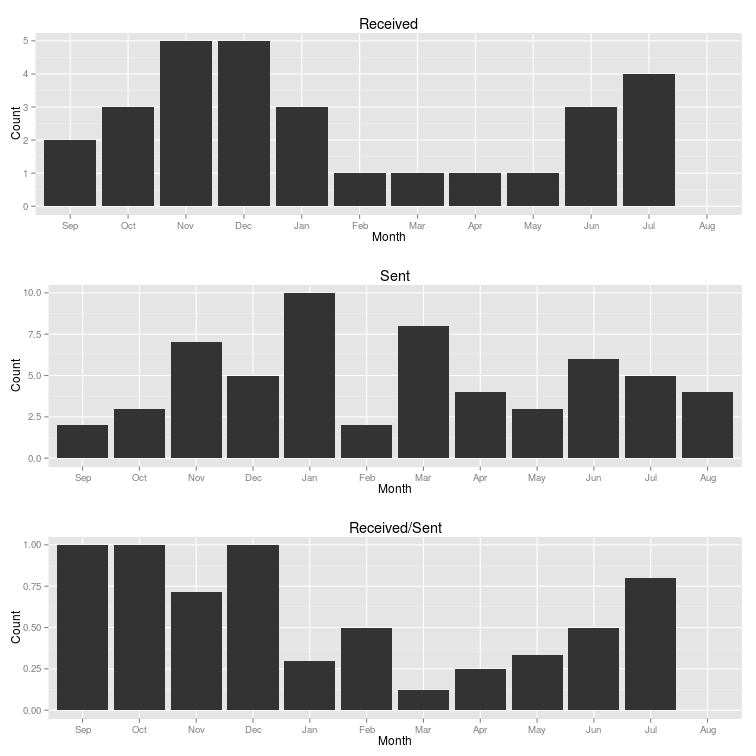 Received
Count
5
4
3
2
1
0
Sep Oct Nov Dec Jan Feb Mar Apr May Jun Jul Aug
Month
Sent
Count
10.0
7.5
5.0
2.5
0.0
Sep Oct Nov Dec Jan Feb Mar Apr May Jun Jul Aug
Month
Received/Sent
Count
1.00
0.75
0.50
0.25
0.00
Sep Oct Nov Dec Jan Feb Mar Apr May Jun Jul Aug
Month